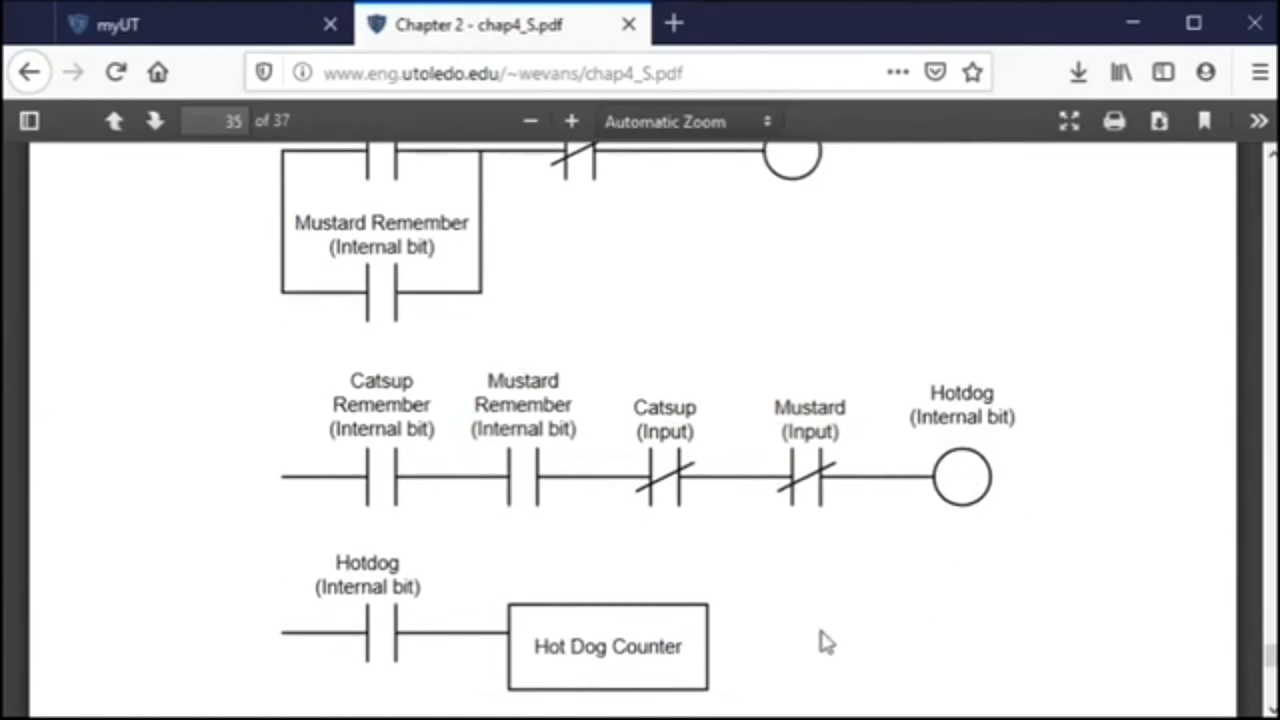 myUT
Chapter 2 - chap4_S.pdf
www.eng.utoledo.edu/~wevans/chap4_S.pdf
35 of 37
Automatic Zoom
Mustard Remember
(Internal bit)
Catsup
Remember
(Internal bit)
Mustard
Remember
(Internal bit)
Catsup
(Input)
Mustard
(Input)
Hotdog
(Internal bit)
Hotdog
(Internal bit)
Hot Dog Counter